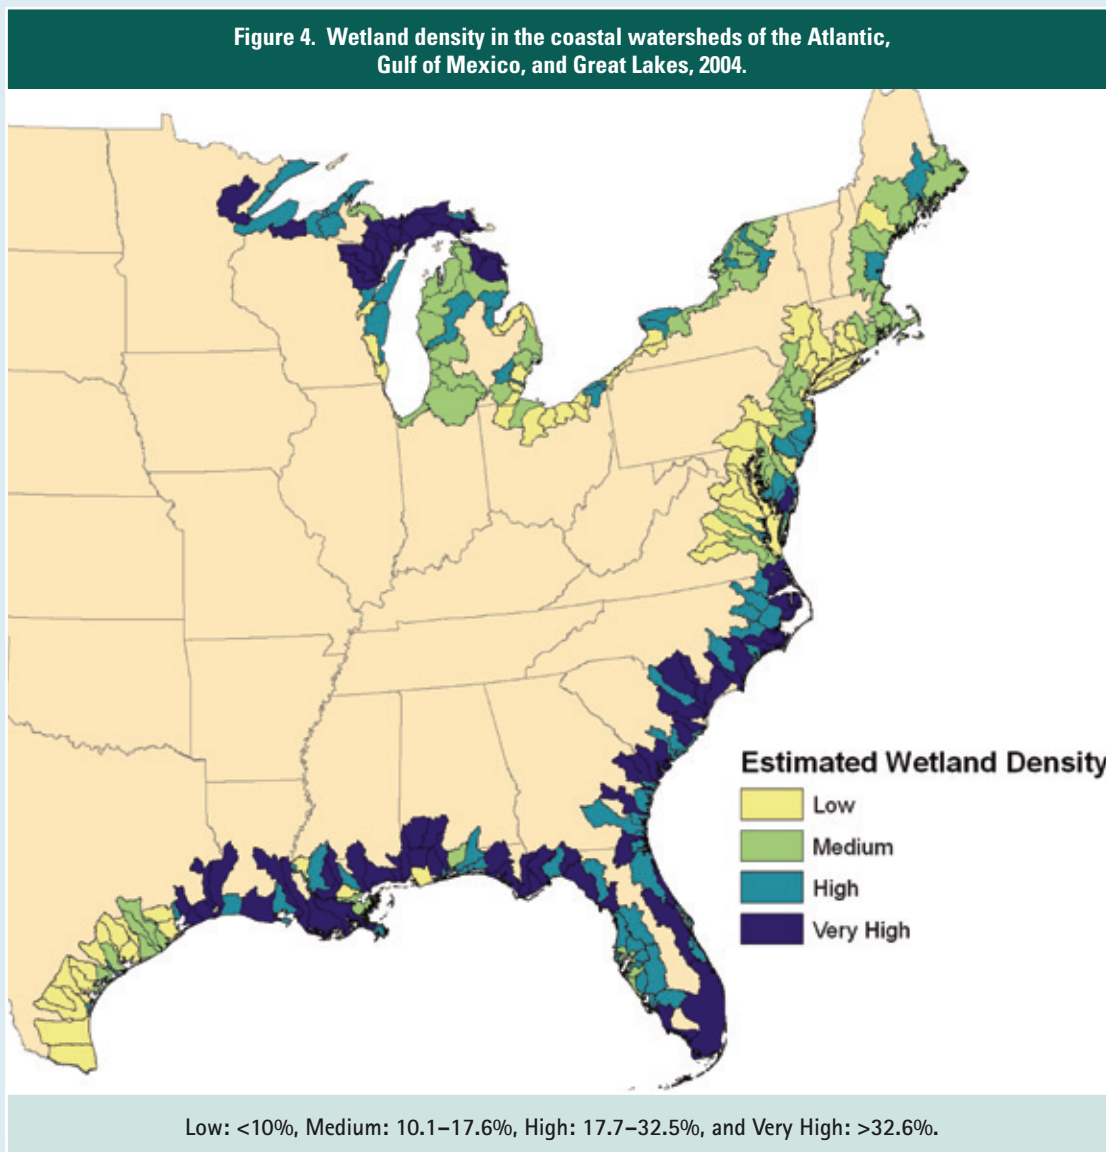 Figure 4. Wetland density in the coastal watersheds of the Atlantic,
Gulf of Mexico, and Great Lakes, 2004.
Estimated Wetland Density
Low
Medium
High
Very High
Low: <10%, Medium: 10.1–17.6%, High: 17.7–32.5%, and Very High: >32.6%.